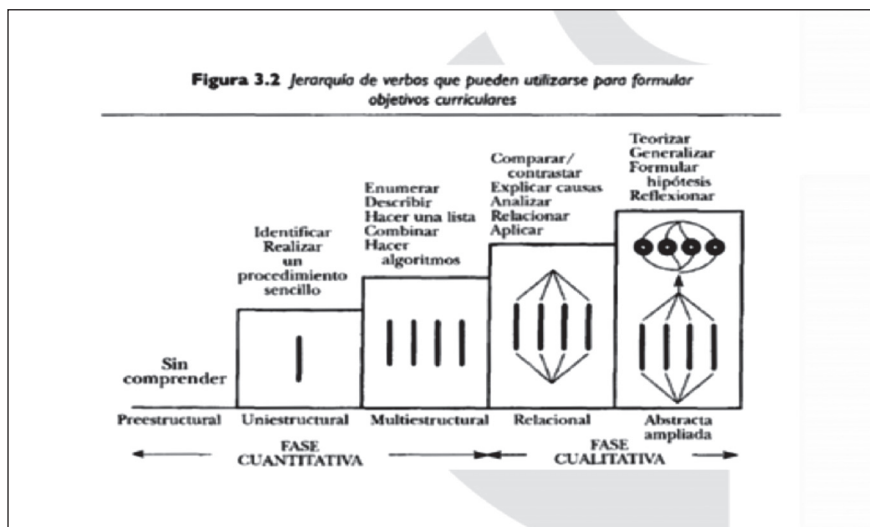 Figura 3.2 Jerarquía de verbos que pueden utilizarse para formular
objetivos curriculares
Sin
comprender
Identificar
Realizar
un
procedimiento
sencillo
Enumerar
Describir
Hacer una lista
Combinar
Hacer
algoritmos
Comparar/
contrastar
Explicar causas
Analizar
Relacionar
Aplicar
Teorizar
Generalizar
Formular
hipótesis
Reflexionar
Preestructural
Uniestructural
Multiestructural
Relacional
Abstracta
ampliada
FASE
CUANTITATIVA
FASE
CUALITATIVA